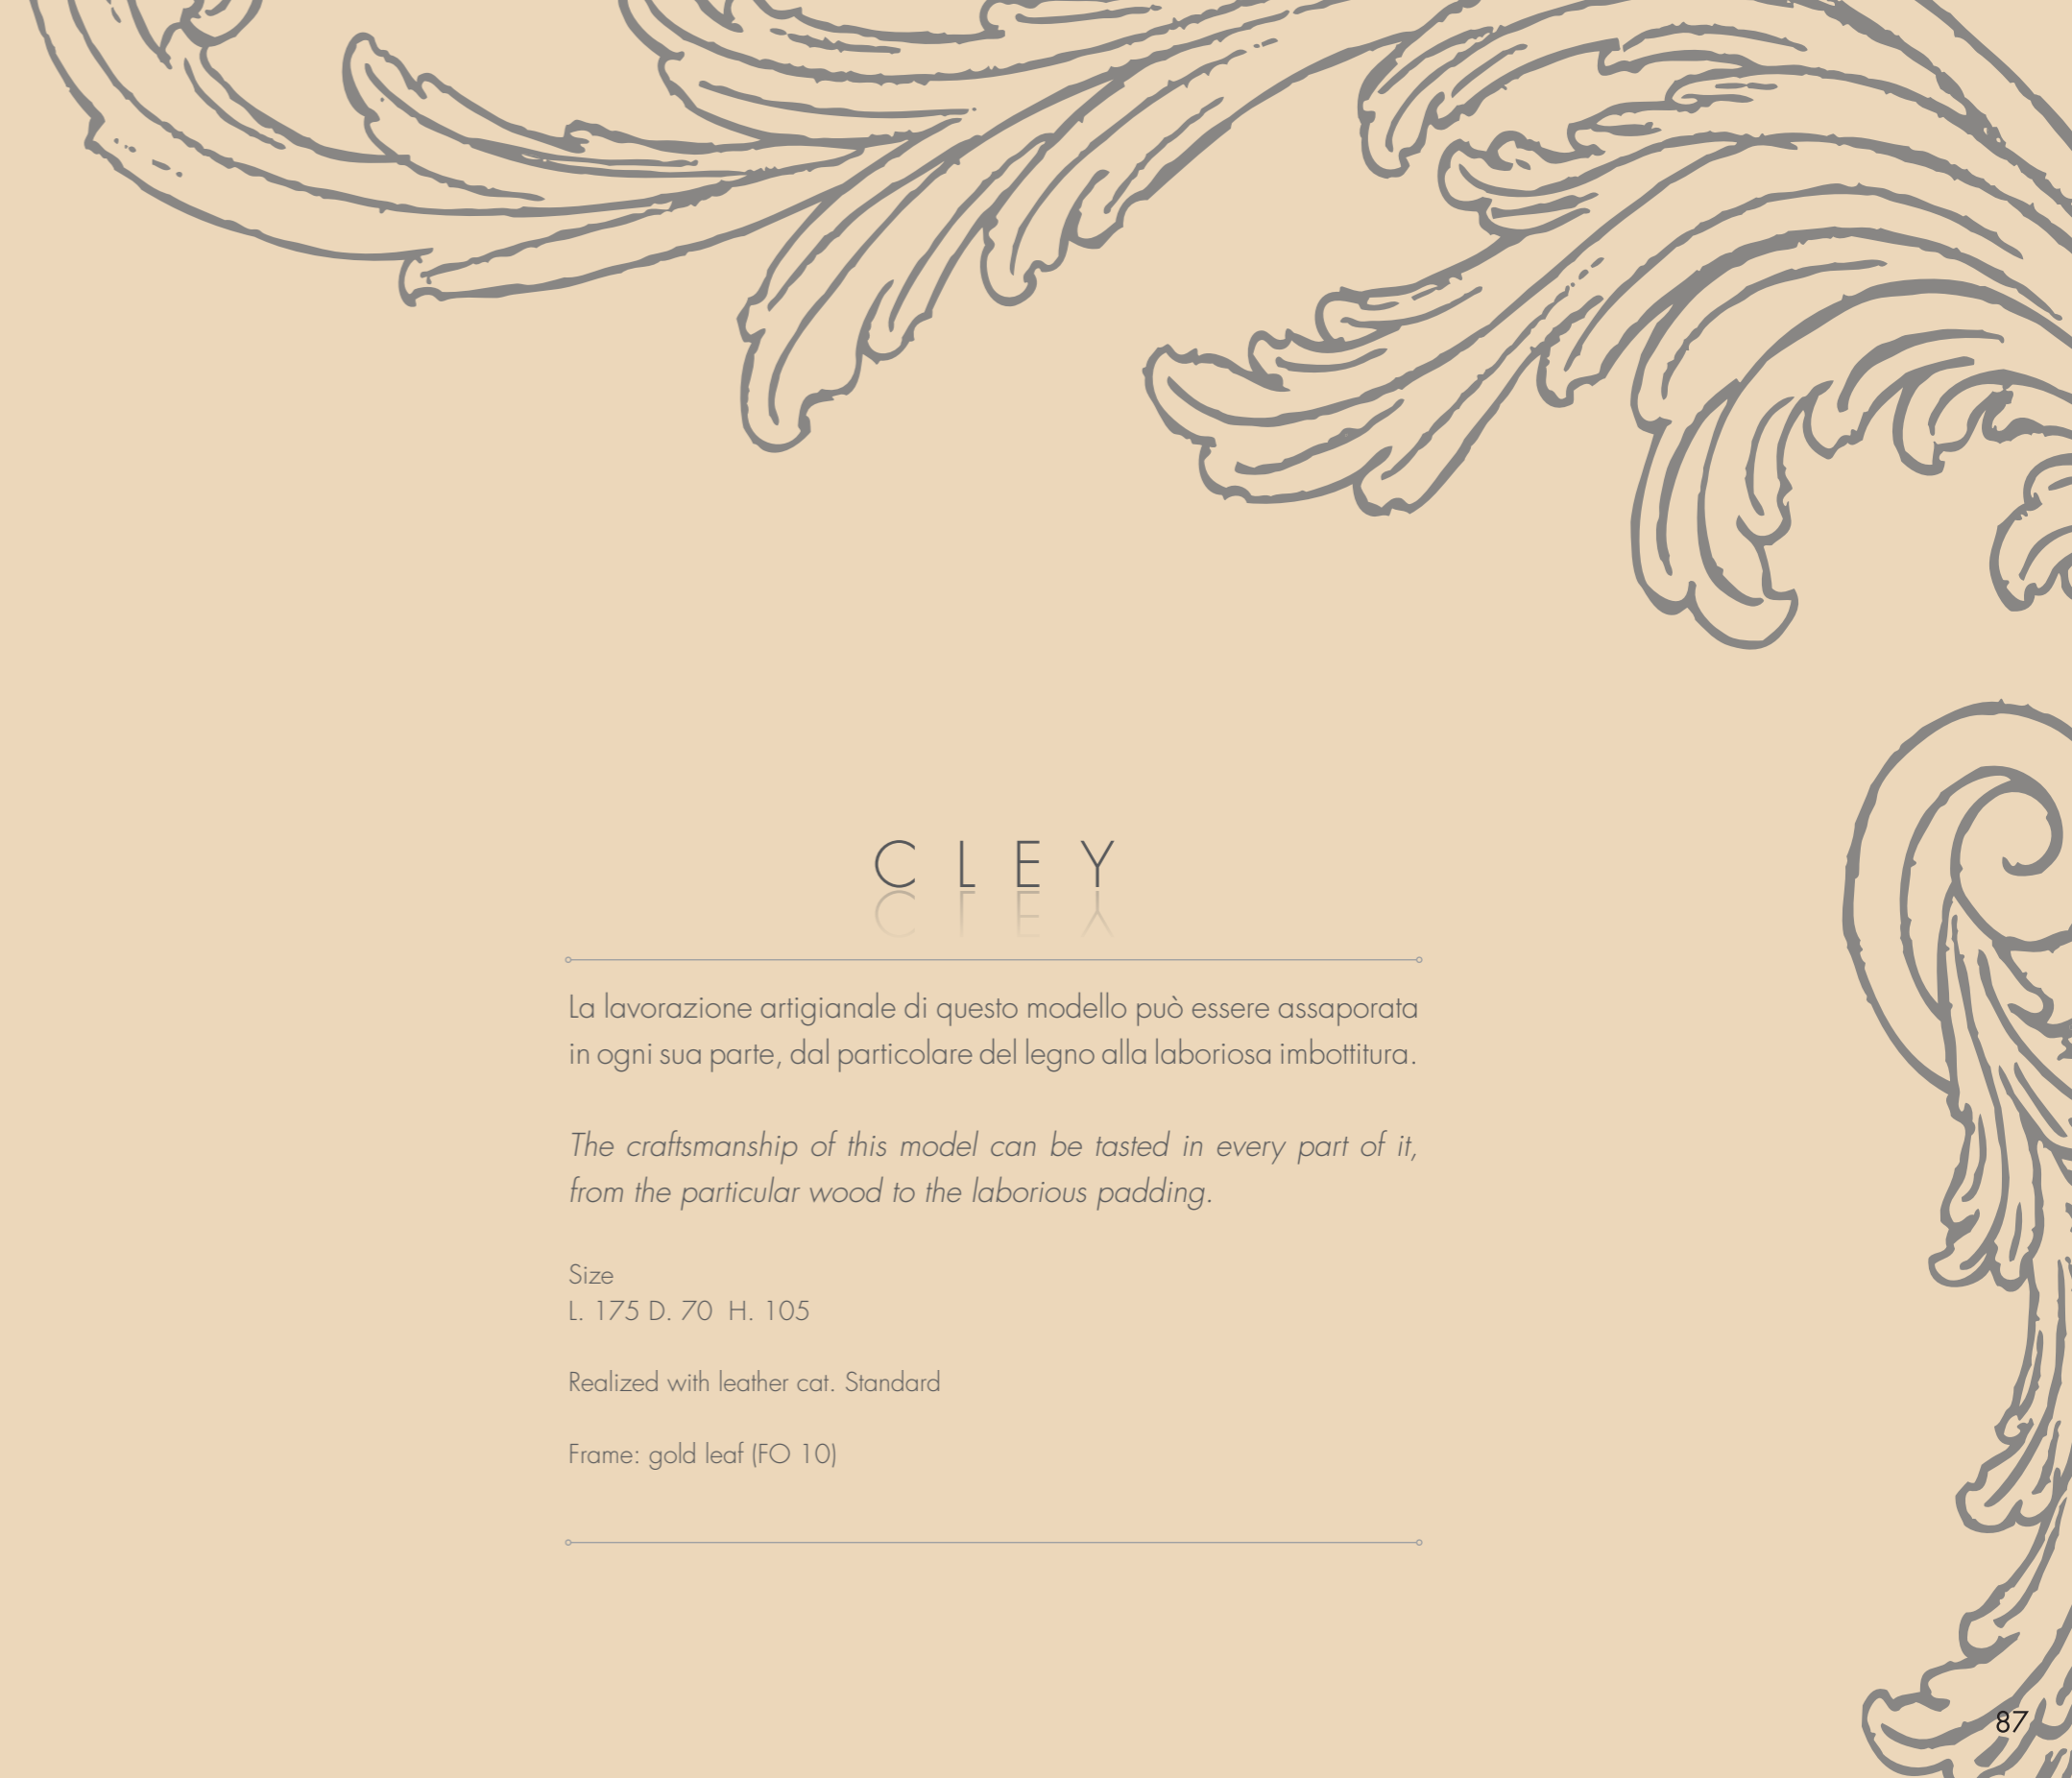 CLEY
La lavorazione artigianale di questo modello può essere assaporata
in ogni sua parte, dal particolare del legno alla laboriosa imbottitura.
The craftsmanship of this model can be tasted in every part of it,
from the particular wood to the laborious padding.
Size
L. 175 D. 70  H. 105
Realized with leather cat. Standard
Frame: gold leaf (FO 10)
87